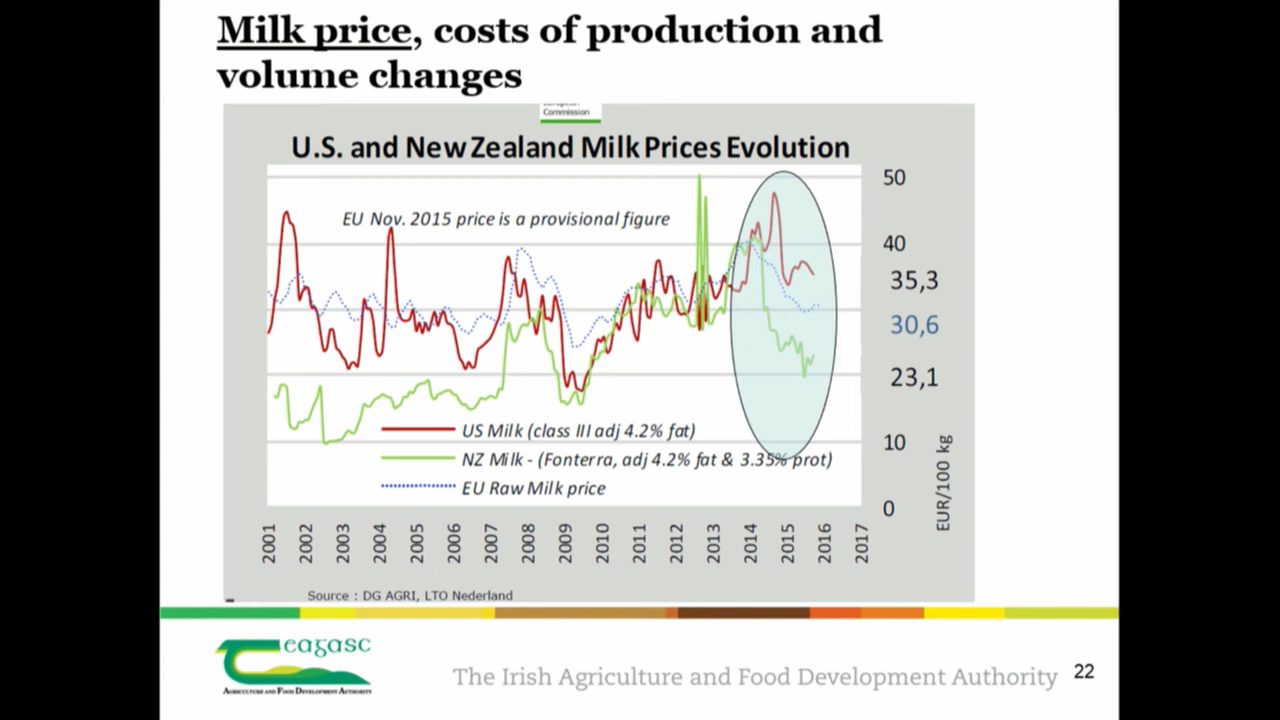 Milk price, costs of production and
volume changes
Commission
U.S. and New Zealand Milk Prices Evolution
EU Nov. 2015 price is a provisional figure
50
40
35,3
30,6
23,1
10
0
EUR/100 kg
US Milk (class III adj 4.2% fat)
NZ Milk - (Fonterra, adj 4.2% fat & 3.35% prot)
EU Raw Milk price
2001 2002 2003 2004 2005 2006 2007 2008 2009 2010 2011 2012 2013 2014 2015 2016 2017
Source : DG AGRI, LTO Nederland
eagasc
AGRICULTURE AND FOOD DEVELOPMENT AUTHORITY
The Irish Agriculture and Food Development Authority
22